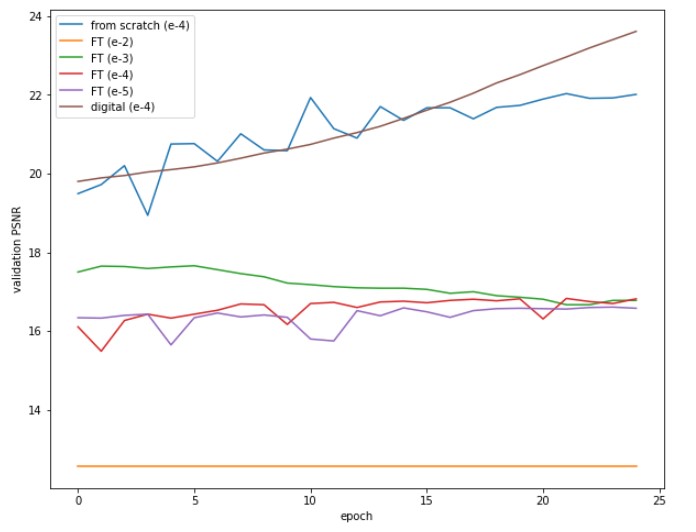 from scratch (e-4)
FT (e-2)
FT (e-3)
FT (e-4)
FT (e-5)
digital (e-4)
24
22
20
18
16
14
validation PSNR
0
5
10
15
20
25
epoch